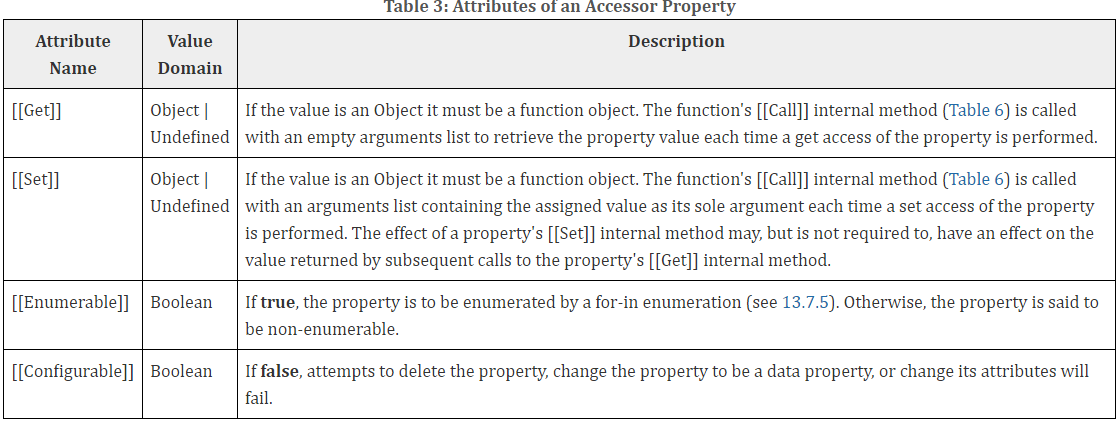 Table 3: Attributes of an Accessor Property
Attribute
Name
Value
Domain
Description
[[Get]]
Object |
Undefined
If the value is an Object it must be a function object. The function's [[Call]] internal method (Table 6) is called
with an empty arguments list to retrieve the property value each time a get access of the property is performed.
[[Set]]
Object |
Undefined
If the value is an Object it must be a function object. The function's [[Call]] internal method (Table 6) is called
with an arguments list containing the assigned value as its sole argument each time a set access of the property
is performed. The effect of a property's [[Set]] internal method may, but is not required to, have an effect on the
value returned by subsequent calls to the property's [[Get]] internal method.
[[Enumerable]]
Boolean
If true, the property is to be enumerated by a for-in enumeration (see 13.7.5). Otherwise, the property is said to
be non-enumerable.
[[Configurable]]
Boolean
If false, attempts to delete the property, change the property to be a data property, or change its attributes will
fail.